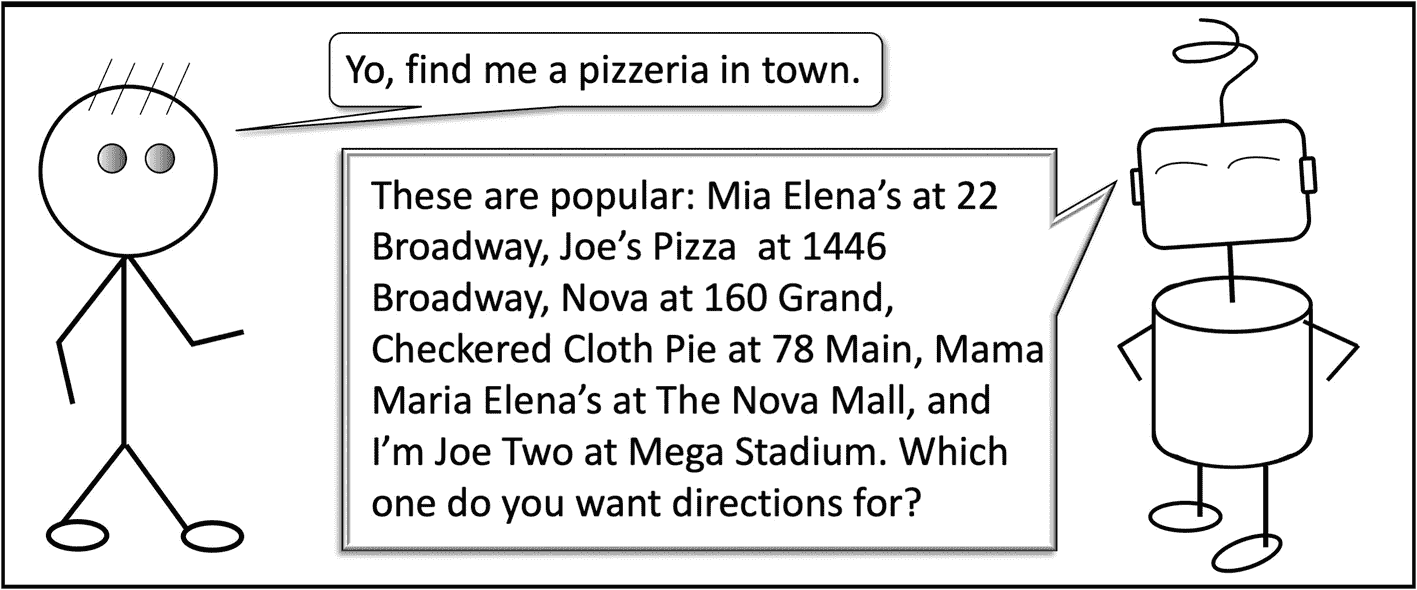 Yo, find me a pizzeria in town.
These are popular: Mia Elena’s at 22
Broadway, Joe’s Pizza  at 1446
Broadway, Nova at 160 Grand,
Checkered Cloth Pie at 78 Main, Mama
Maria Elena’s at The Nova Mall, and
I’m Joe Two at Mega Stadium. Which
one do you want directions for?